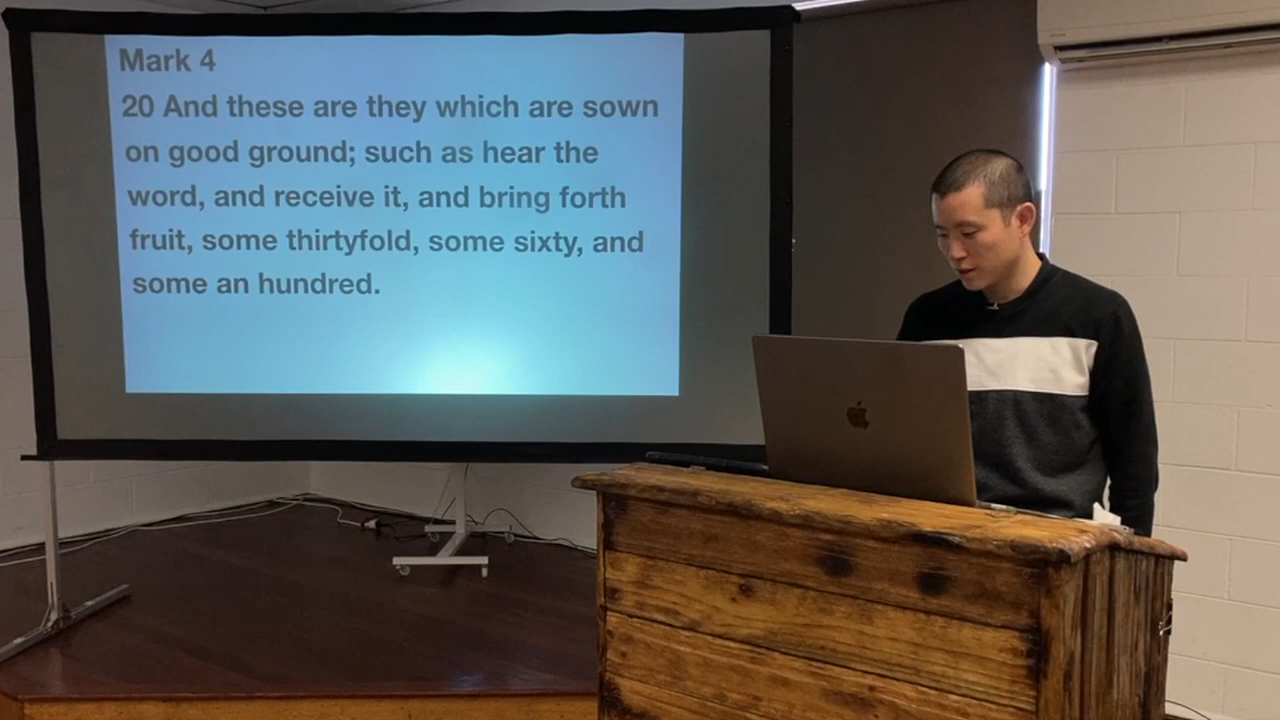 Mark 4
20 And these are they which are sown
on good ground; such as hear the
word, and receive it, and bring forth
fruit, some thirtyfold, some sixty, and
some an hundred.